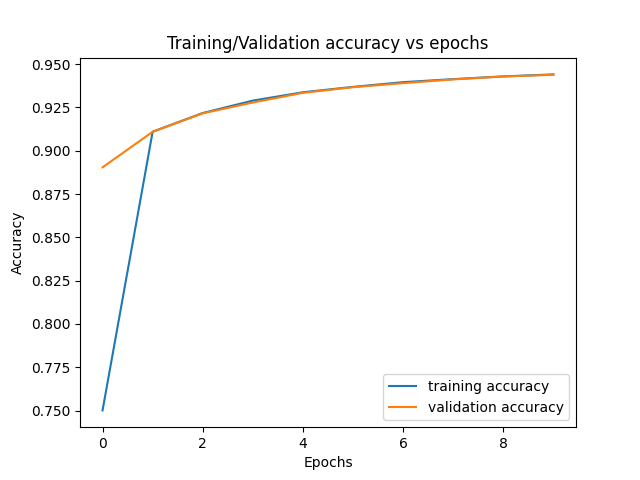 Training/Validation accuracy vs epochs
0.950
0.925
0.900
0.875
0.850
0.825
0.800
0.775
0.750
Accuracy
training accuracy
validation accuracy
0 2 4 6 8
Epochs